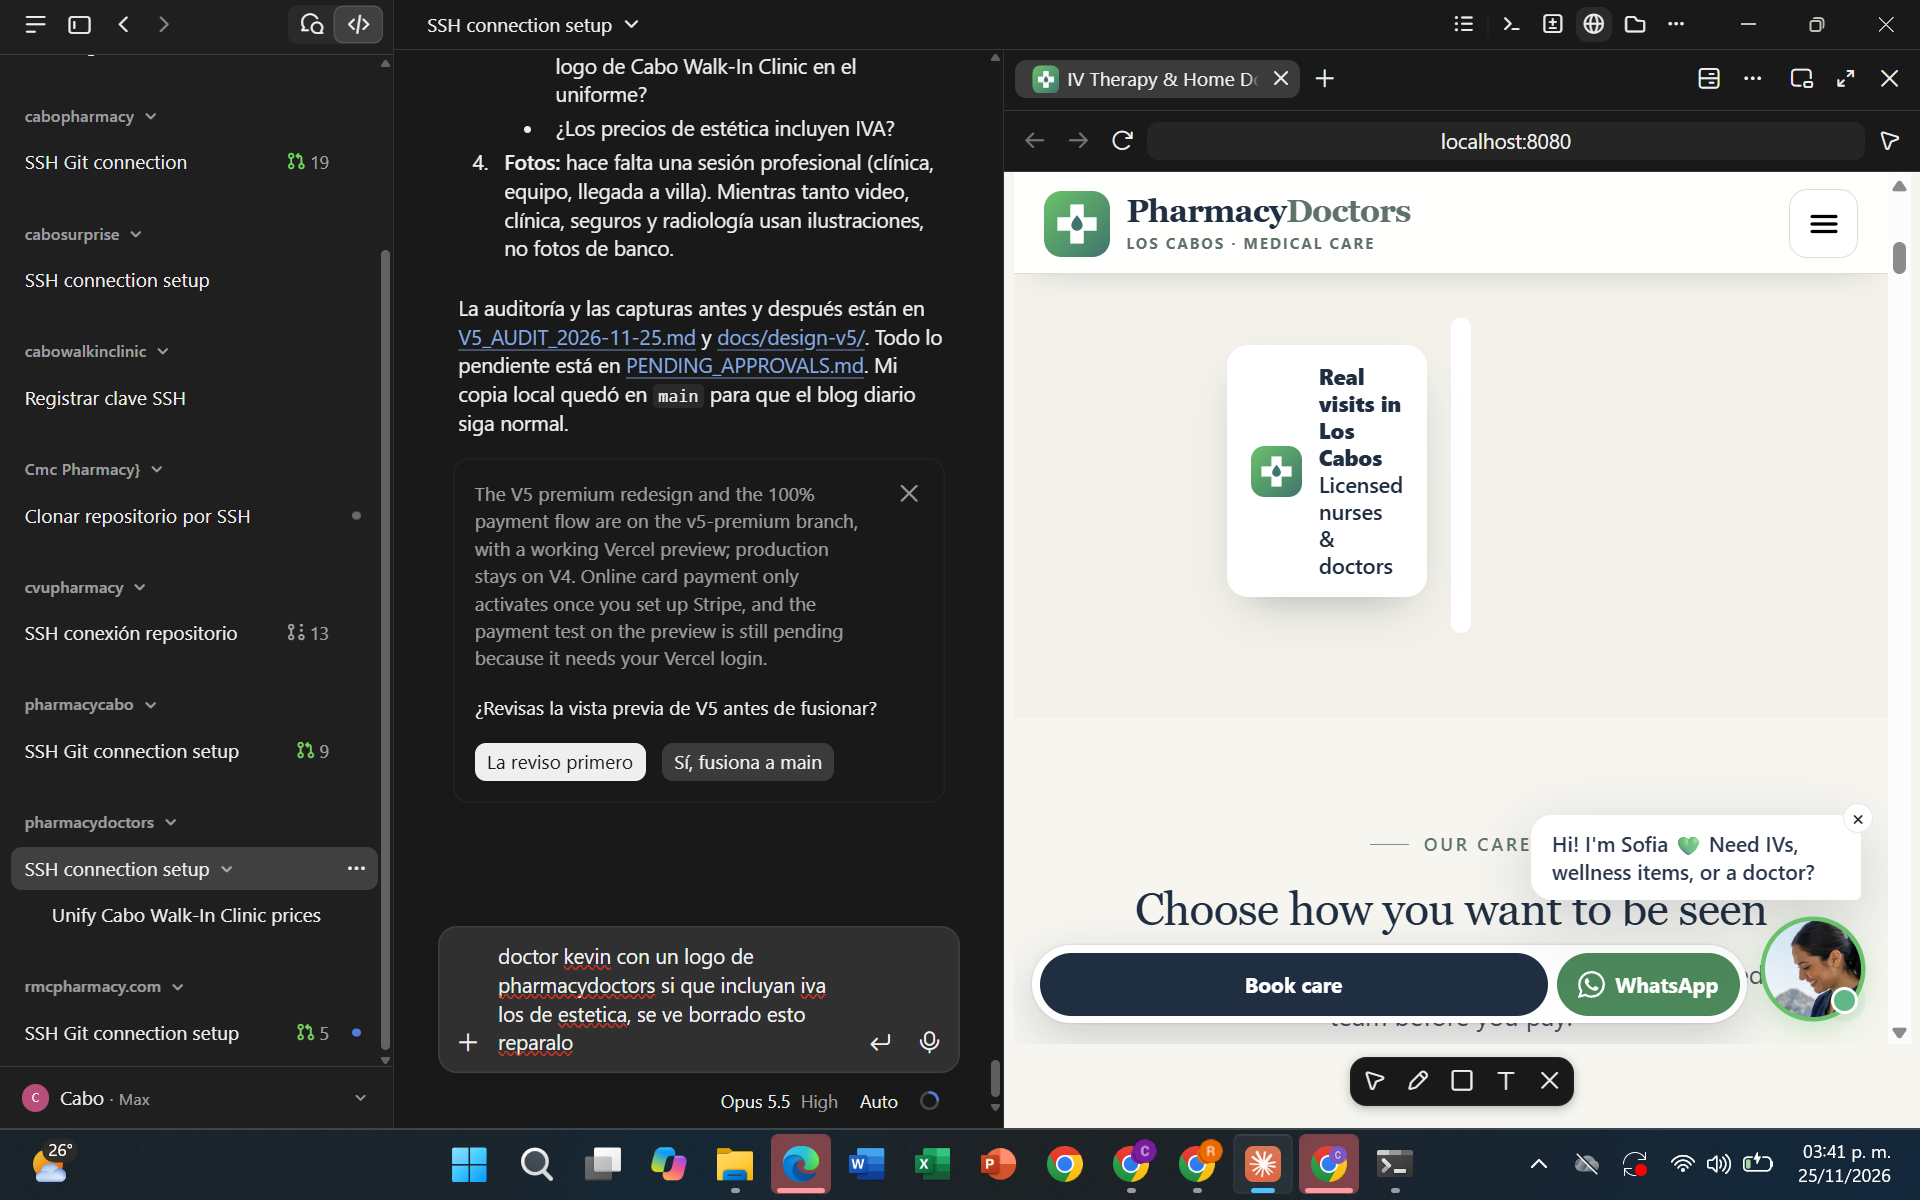 SSH connection setup
cabopharmacy
SSH Git connection
19
cabosurprise
SSH connection setup
cabowalkinclinic
Registrar clave SSH
Cmc Pharmacy}
Clonar repositorio por SSH
cvupharmacy
SSH conexión repositorio
13
pharmacycabo
SSH Git connection setup
9
pharmacydoctors
SSH connection setup
Unify Cabo Walk-In Clinic prices
rmcpharmacy.com
SSH Git connection setup
5
C
Cabo · Max
logo de Cabo Walk-In Clinic en el
uniforme?
• ¿Los precios de estética incluyen IVA?
4. Fotos: hace falta una sesión profesional (clínica,
equipo, llegada a villa). Mientras tanto video,
clínica, seguros y radiología usan ilustraciones,
no fotos de banco.
La auditoría y las capturas antes y después están en
V5_AUDIT_2026-11-25.md y docs/design-v5/. Todo lo
pendiente está en PENDING_APPROVALS.md. Mi
copia local quedó en main para que el blog diario
siga normal.
The V5 premium redesign and the 100%
payment flow are on the v5-premium branch,
with a working Vercel preview; production
stays on V4. Online card payment only
activates once you set up Stripe, and the
payment test on the preview is still pending
because it needs your Vercel login.
¿Revisas la vista previa de V5 antes de fusionar?
La reviso primero
Sí, fusiona a main
doctor kevin con un logo de
pharmacydoctors si que incluyan iva
los de estetica, se ve borrado esto
reparalo
Opus 5.5 High Auto
IV Therapy & Home D
localhost:8080
PharmacyDoctors
LOS CABOS · MEDICAL CARE
Real
visits in
Los
Cabos
Licensed
nurses
&
doctors
OUR CARE
Hi! I'm Sofia 💚 Need IVs,
wellness items, or a doctor?
Choose how you want to be seen
Book care
WhatsApp
team before you pay.
26°
03:41 p. m.
25/11/2026